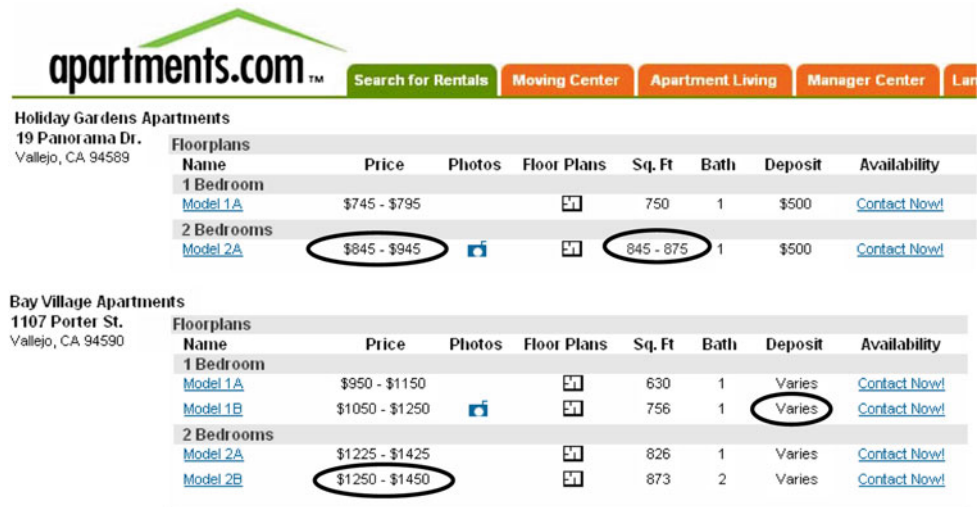 apartments.com ™
Search for Rentals Moving Center Apartment Living Manager Center
Holiday Gardens Apartments
19 Panorama Dr.
Vallejo, CA 94589
Floorplans
Name Price Photos Floor Plans Sq. Ft Bath Deposit Availability
1 Bedroom
Model 1A $745 - $795 750 1 $500 Contact Now!
2 Bedrooms
Model 2A $845 - $945 845 - 875 1 $500 Contact Now!
Bay Village Apartments
1107 Porter St.
Vallejo, CA 94590
Floorplans
Name Price Photos Floor Plans Sq. Ft Bath Deposit Availability
1 Bedroom
Model 1A $950 - $1150 630 1 Varies Contact Now!
Model 1B $1050 - $1250 756 1 Varies Contact Now!
2 Bedrooms
Model 2A $1225 - $1425 826 1 Varies Contact Now!
Model 2B $1250 - $1450 873 2 Varies Contact Now!